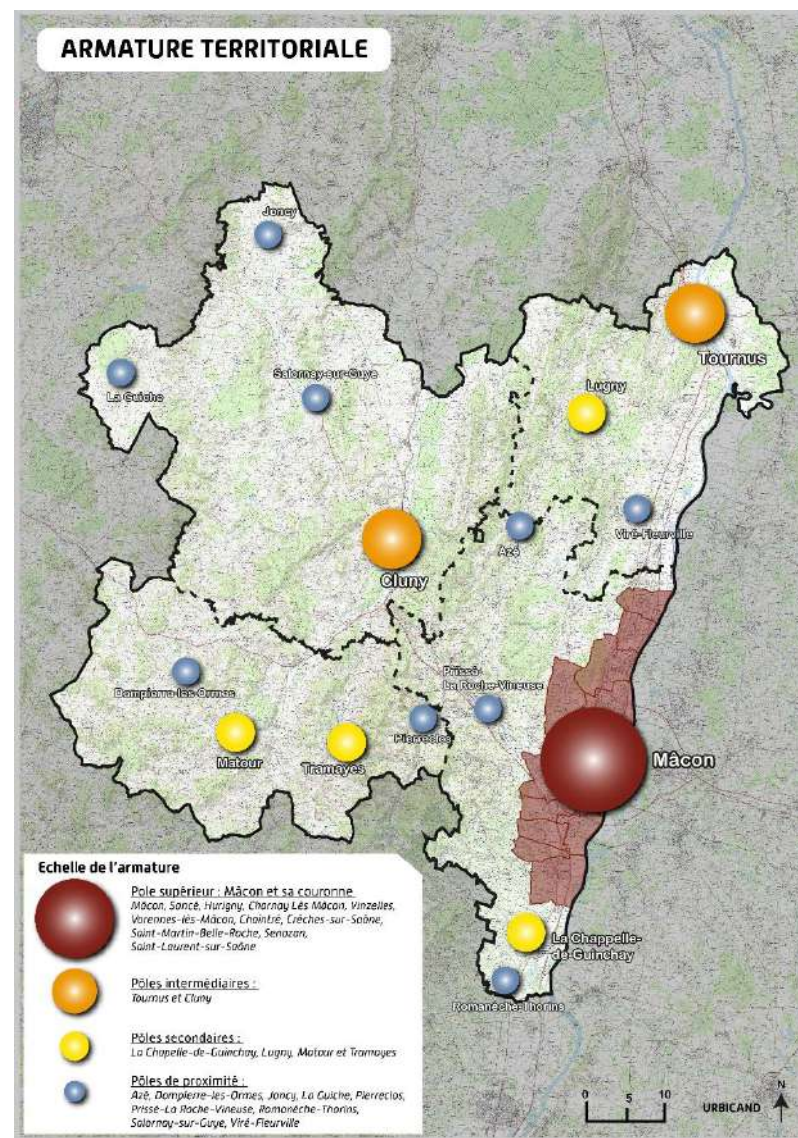 ARMATURE TERRITORIALE
Joncy
Tournus
La Guiche
Salornay-sur-Guye
Lugny
Viré-Fleurville
Azé
Cluny
Prissé-
La Roche-Vineuse
Dompierre-les-Ormes
Pierreclos
Matour
Tramayes
Mâcon
La Chappelle-
de-Guinchay
Romanèche-Thorins
Echelle de l'armature
Pole supérieur : Mâcon et sa couronne
Mâcon, Sancé, Hurigny, Charnay Lès Mâcon, Vinzelles,
Varennes-lès-Mâcon, Chaintré, Crêches-sur-Saône,
Saint-Martin-Belle-Roche, Senozan,
Saint-Laurent-sur-Saône
Pôles intermédiaires :
Tournus et Cluny
Pôles secondaires :
La Chapelle-de-Guinchay, Lugny, Matour et Tramayes
Pôles de proximité :
Azé, Dompierre-les-Ormes, Joncy, La Guiche, Pierreclos,
Prissé-La Roche-Vineuse, Romanèche-Thorins,
Salornay-sur-Guye, Viré-Fleurville
0 5 10
URBICAND
N